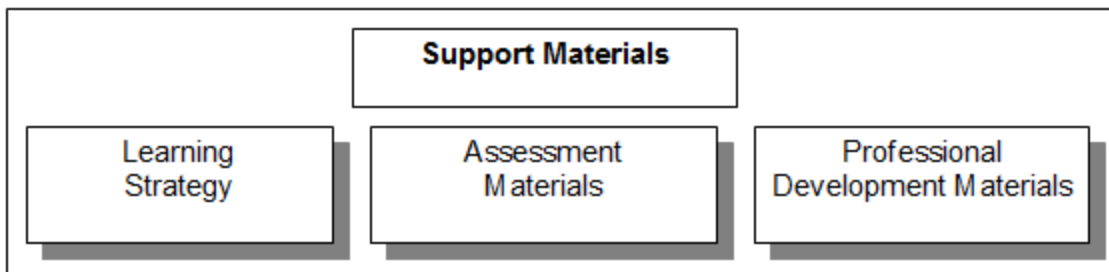 Support Materials
Learning
Strategy
Assessment
Materials
Professional
Development Materials